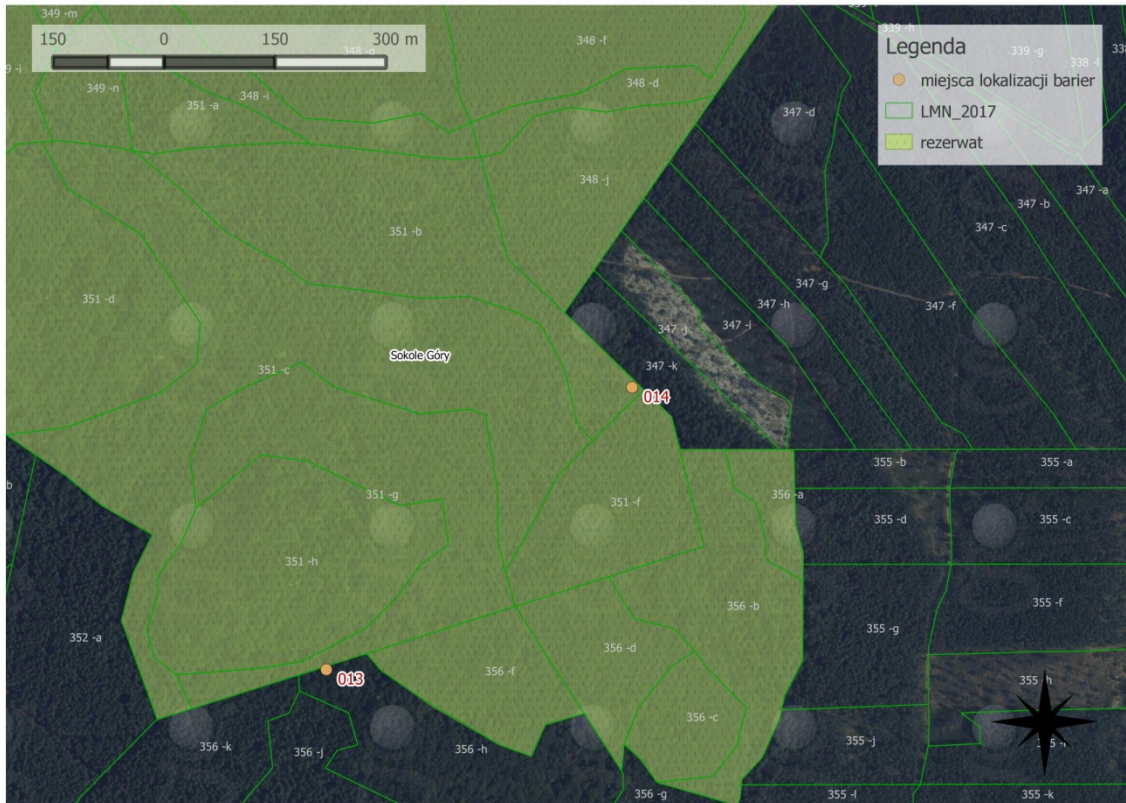 349 -m
150 0 150 300 m
348 -g
348 -f
348 -d
349 -n
348 -i
351 -a
339 -h
339 -g
338 -l
Legenda
miejsca lokalizacji barier
LMN_2017
rezerwat
347 -d
348 -j
347 -a
347 -b
347 -c
351 -b
351 -d
347 -g
347 -h
347 -f
347 -j
347 -i
Sokole Góry
351 -c
347 -k
014
355 -b
355 -a
351 -g
351 -f
356 -a
355 -d
355 -c
351 -h
356 -b
355 -f
352 -a
355 -g
356 -d
013
356 -f
355 -h
356 -c
356 -k
356 -j
356 -h
355 -j
356 -g
355 -l
355 -k